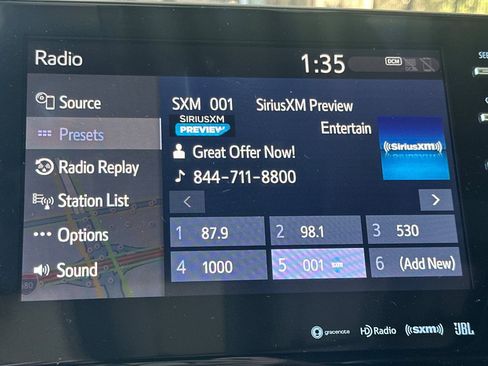 Radio
1:35
DCM
Source
SXM 001 SiriusXM Preview
SIRIUSXM
PREVIEW
Entertain
((SiriusXM))
Presets
Great Offer Now!
Radio Replay
844-711-8800
Station List
< >
1 87.9 2 98.1 3 530
Options
4 1000 5 001 SXM 6 (Add New)
Sound
680
gracenote HD Radio ((sxm)) JBL